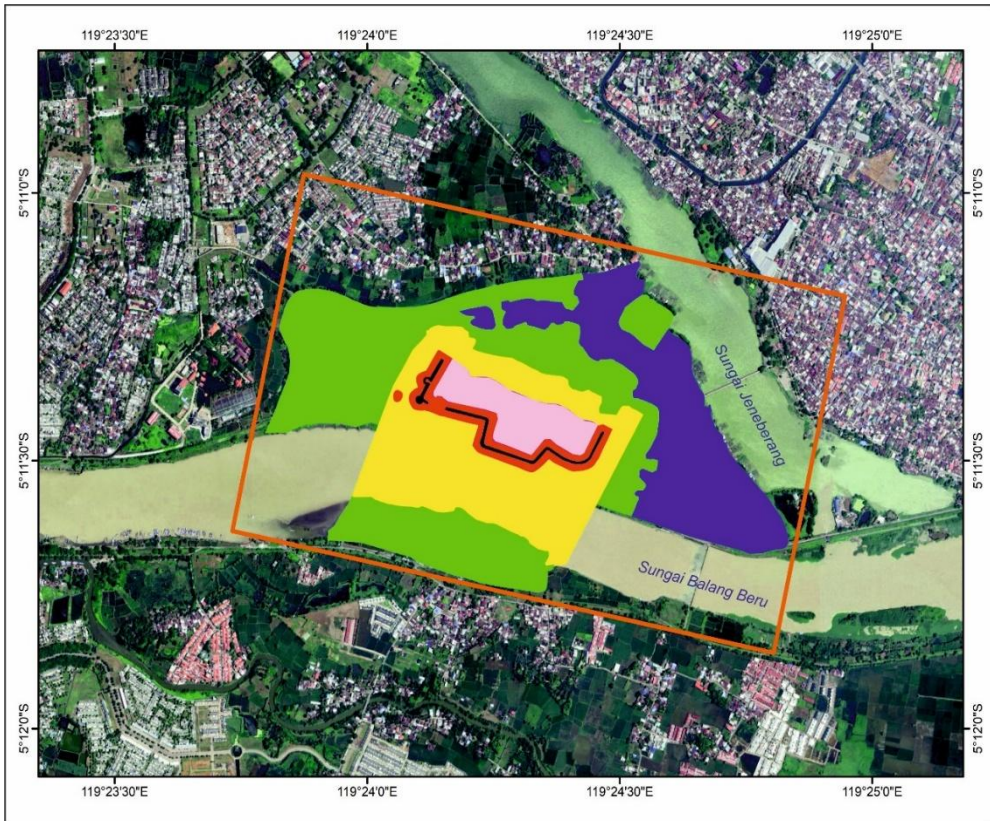 119°23'30"E 119°24'0"E 119°24'30"E 119°25'0"E
5°11'0"S 5°11'0"S
Sungai Jeneberang
5°11'30"S 5°11'30"S
Sungai Balang Beru
5°12'0"S 5°12'0"S
119°23'30"E 119°24'0"E 119°24'30"E 119°25'0"E